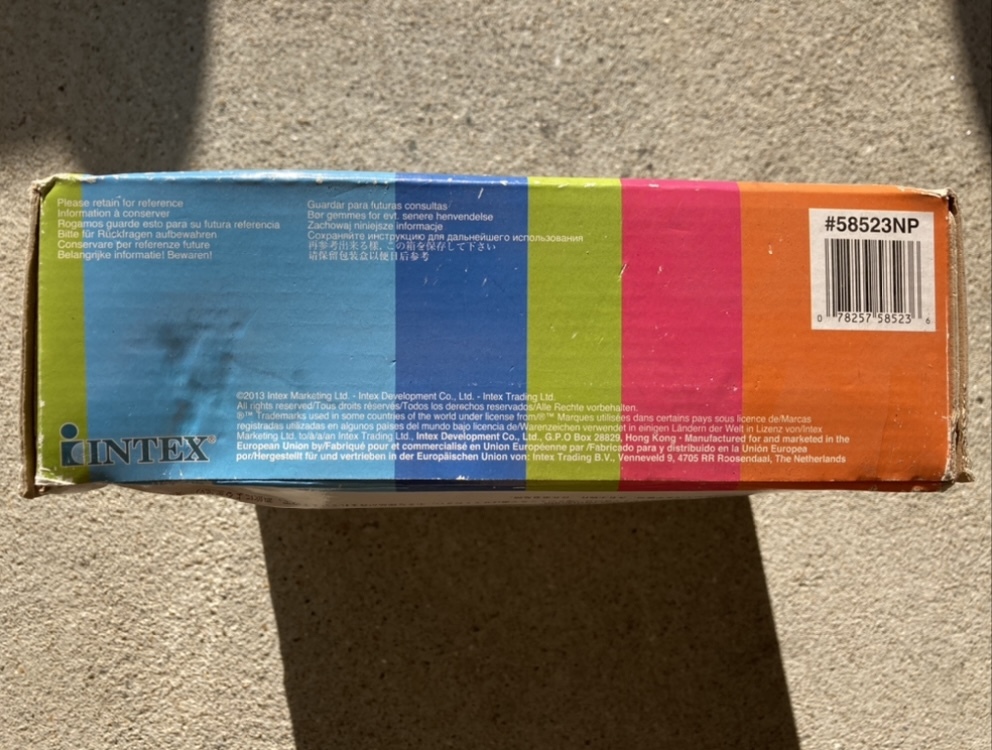 Please retain for reference
Information à conserver
Rogamos guarde esto para su futura referencia
Bitte für Rückfragen aufbewahren
Conservare per referenze future
Belangrijke informatie! Bewaren!
Guardar para futuras consultas
Bør gemmes for evt. senere henvendelse
Zachowaj niniejsze informacje
Сохраняйте инструкцию для дальнейшего использования
再参考出来る様, この箱を保存して下さい
请保留包装盒以便日后参考
#58523NP
0 78257 58523 6
©2013 Intex Marketing Ltd. - Intex Development Co., Ltd. - Intex Trading Ltd.
All rights reserved/Tous droits réservés/Todos los derechos reservados/Alle Rechte vorbehalten.
®™ Trademarks used in some countries of the world under license from/®™ Marques utilisées dans certains pays sous licence de/Marcas
registradas utilizadas en algunos países del mundo bajo licencia de/Warenzeichen verwendet in einigen Ländern der Welt in Lizenz von/Intex
Marketing Ltd. to/à/a/an Intex Trading Ltd., Intex Development Co., Ltd., G.P.O Box 28829, Hong Kong • Manufactured for and marketed in the
European Union by/Fabriqué pour et commercialisé en Union Européenne par /Fabricado para y distribuido en la Unión Europea
por/Hergestellt für und vertrieben in der Europäischen Union von: Intex Trading B.V., Venneveld 9, 4705 RR Roosendaal, The Netherlands
INTEX®